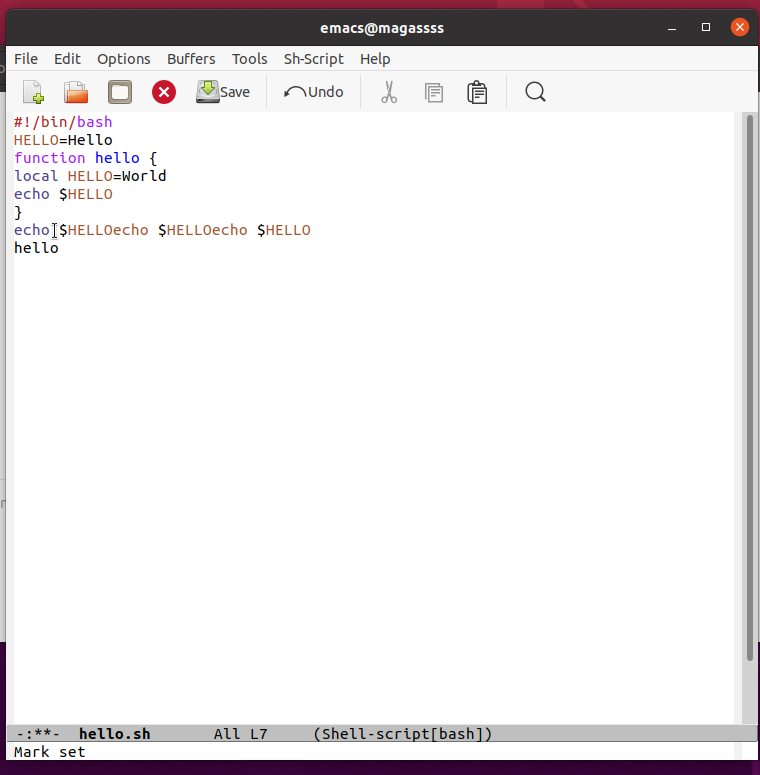 emacs@magassss
File Edit Options Buffers Tools Sh-Script Help
Save Undo
#!/bin/bash
HELLO=Hello
function hello {
local HELLO=World
echo $HELLO
}
echo $HELLOecho $HELLOecho $HELLO
hello
-:**- hello.sh All L7 (Shell-script[bash])
Mark set